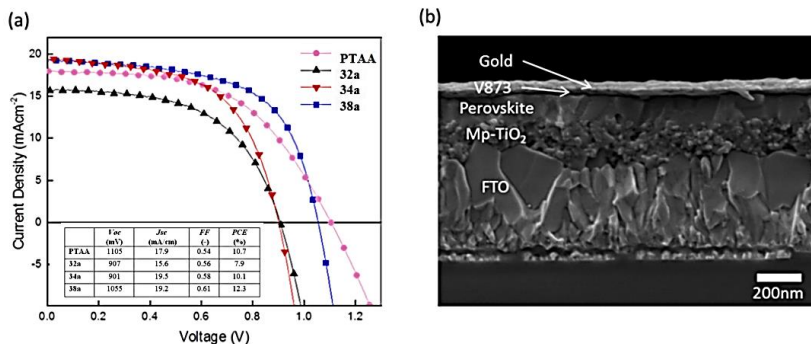 (a)
20
15
10
5
0
-5
Current Density (mAcm⁻²)
PTAA
32a
34a
38a
Voc (mV) Jsc (mA/cm) FF (-) PCE (%)
PTAA 1105 17.9 0.54 10.7
32a 907 15.6 0.56 7.9
34a 901 19.5 0.58 10.1
38a 1055 19.2 0.61 12.3
0.0 0.2 0.4 0.6 0.8 1.0 1.2
Voltage (V)
(b)
Gold
V873
Perovskite
Mp-TiO₂
FTO
200nm